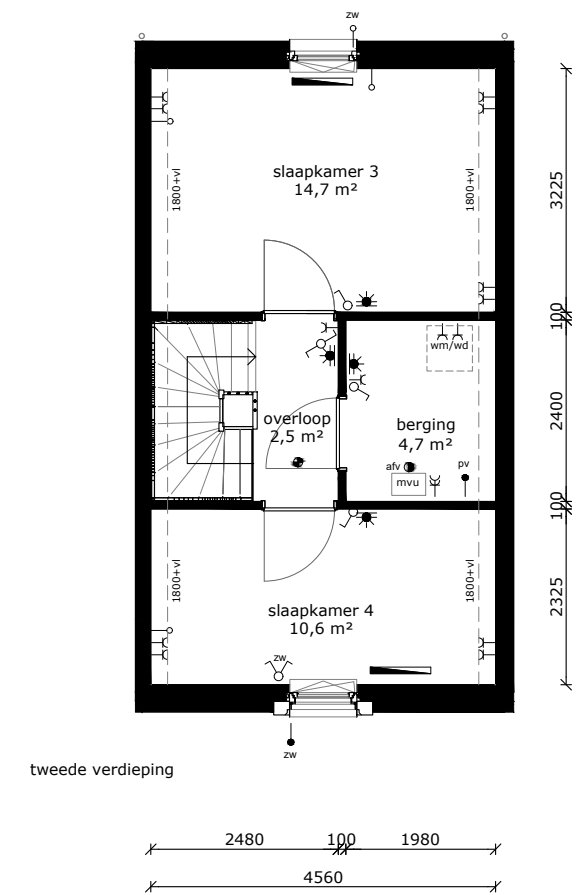 zw
slaapkamer 3
14,7 m²
1800+vl
1800+vl
3225
100
wm/wd
overloop
2,5 m²
berging
4,7 m²
2400
afv
pv
mvu
100
1800+vl
1800+vl
slaapkamer 4
10,6 m²
2325
zw
zw
tweede verdieping
2480
100
1980
4560